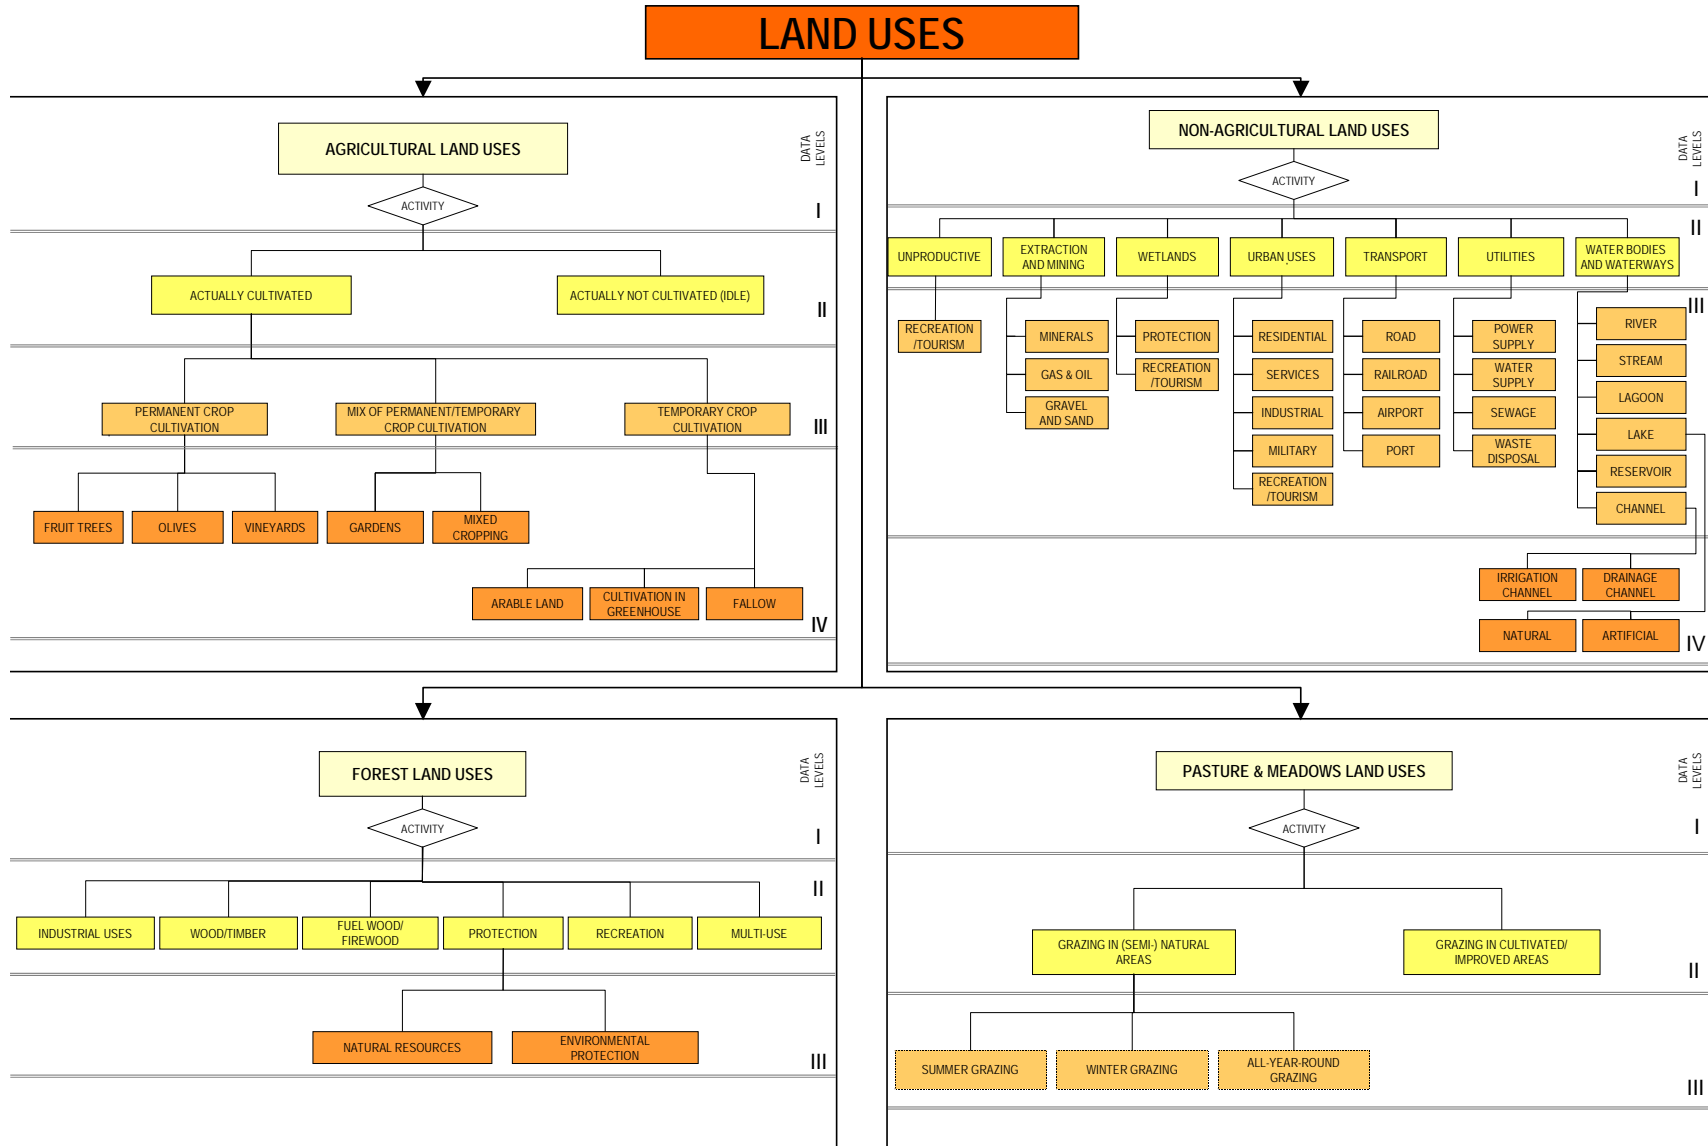 LAND USES
AGRICULTURAL LAND USES
DATA
LEVELS
ACTIVITY
I
ACTUALLY CULTIVATED
ACTUALLY NOT CULTIVATED (IDLE)
II
PERMANENT CROP
CULTIVATION
MIX OF PERMANENT/TEMPORARY
CROP CULTIVATION
TEMPORARY CROP
CULTIVATION
III
FRUIT TREES
OLIVES
VINEYARDS
GARDENS
MIXED
CROPPING
ARABLE LAND
CULTIVATION IN
GREENHOUSE
FALLOW
IV
NON-AGRICULTURAL LAND USES
DATA
LEVELS
ACTIVITY
I
II
UNPRODUCTIVE
EXTRACTION
AND MINING
WETLANDS
URBAN USES
TRANSPORT
UTILITIES
WATER BODIES
AND WATERWAYS
III
RECREATION
/TOURISM
MINERALS
GAS & OIL
GRAVEL
AND SAND
PROTECTION
RECREATION
/TOURISM
RESIDENTIAL
SERVICES
INDUSTRIAL
MILITARY
RECREATION
/TOURISM
ROAD
RAILROAD
AIRPORT
PORT
POWER
SUPPLY
WATER
SUPPLY
SEWAGE
WASTE
DISPOSAL
RIVER
STREAM
LAGOON
LAKE
RESERVOIR
CHANNEL
IRRIGATION
CHANNEL
DRAINAGE
CHANNEL
NATURAL
ARTIFICIAL
IV
FOREST LAND USES
DATA
LEVELS
ACTIVITY
I
II
INDUSTRIAL USES
WOOD/TIMBER
FUEL WOOD/
FIREWOOD
PROTECTION
RECREATION
MULTI-USE
NATURAL RESOURCES
ENVIRONMENTAL
PROTECTION
III
PASTURE & MEADOWS LAND USES
DATA
LEVELS
ACTIVITY
I
GRAZING IN (SEMI-) NATURAL
AREAS
GRAZING IN CULTIVATED/
IMPROVED AREAS
II
SUMMER GRAZING
WINTER GRAZING
ALL-YEAR-ROUND
GRAZING
III